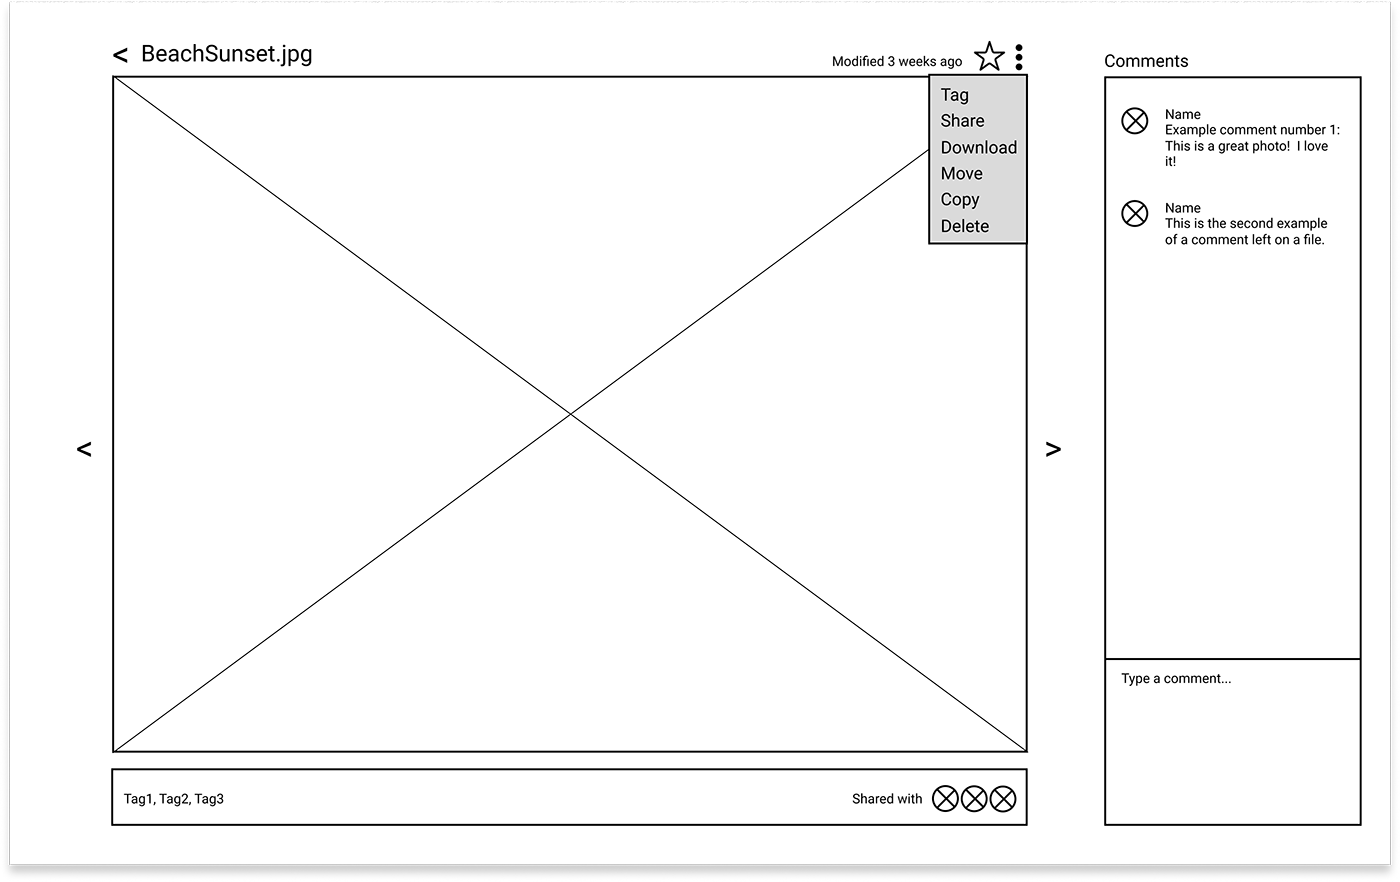 < BeachSunset.jpg
Modified 3 weeks ago
Tag
Share
Download
Move
Copy
Delete
<
>
Tag1, Tag2, Tag3
Shared with
Comments
Name
Example comment number 1:
This is a great photo! I love
it!
Name
This is the second example
of a comment left on a file.
Type a comment...